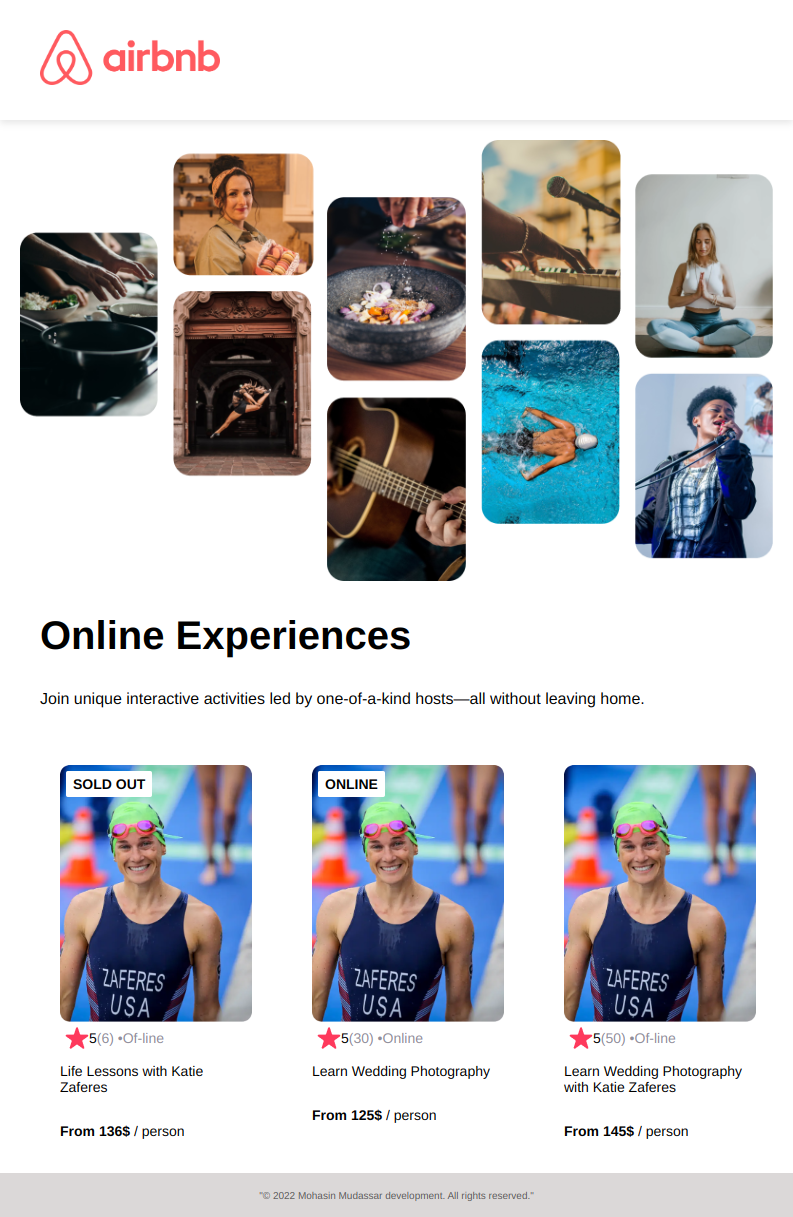 airbnb
Online Experiences
Join unique interactive activities led by one-of-a-kind hosts—all without leaving home.
SOLD OUT
ZAFERES
USA
5(6) •Of-line
Life Lessons with Katie
Zaferes
From 136$ / person
ONLINE
ZAFERES
USA
5(30) •Online
Learn Wedding Photography
From 125$ / person
ZAFERES
USA
5(50) •Of-line
Learn Wedding Photography
with Katie Zaferes
From 145$ / person
"© 2022 Mohasin Mudassar development. All rights reserved."